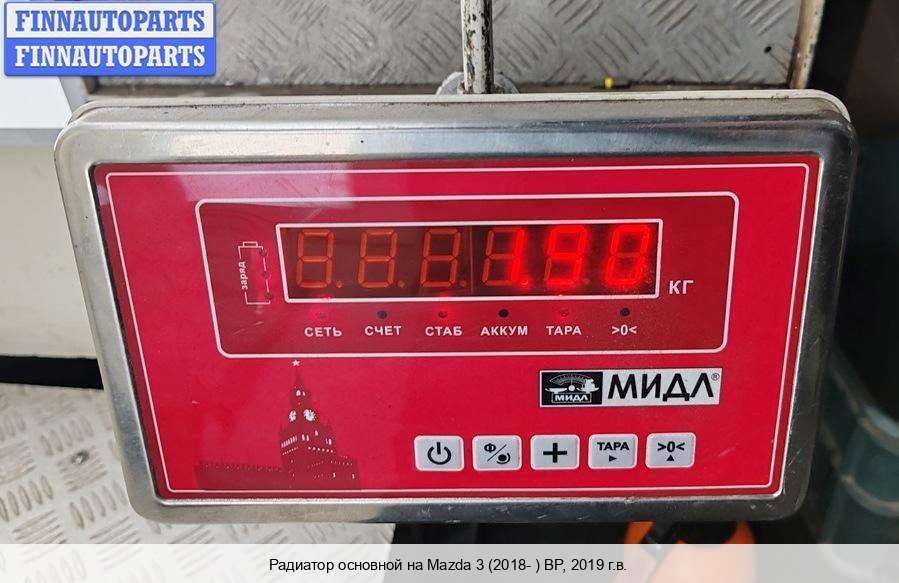 FINNAUTOPARTS
FINNAUTOPARTS
заряд
1.90
КГ
СЕТЬ СЧЕТ СТАБ АККУМ ТАРА >0<
МИДЛ МИДЛ®
Ф/ + ТАРА >0<
Радиатор основной на Mazda 3 (2018- ) BP, 2019 г.в.